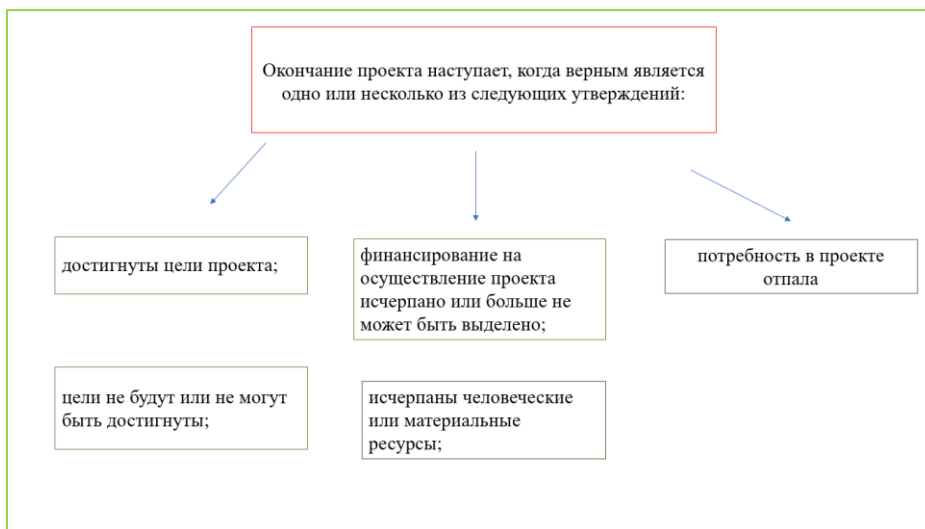 Окончание проекта наступает, когда верным является
одно или несколько из следующих утверждений:
достигнуты цели проекта;
финансирование на
осуществление проекта
исчерпано или больше не
может быть выделено;
потребность в проекте
отпала
цели не будут или не могут
быть достигнуты;
исчерпаны человеческие
или материальные
ресурсы;